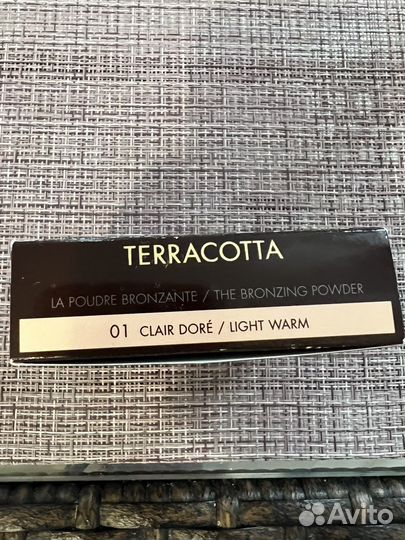 TERRACOTTA
LA POUDRE BRONZANTE / THE BRONZING POWDER
01 CLAIR DORÉ / LIGHT WARM
Avito